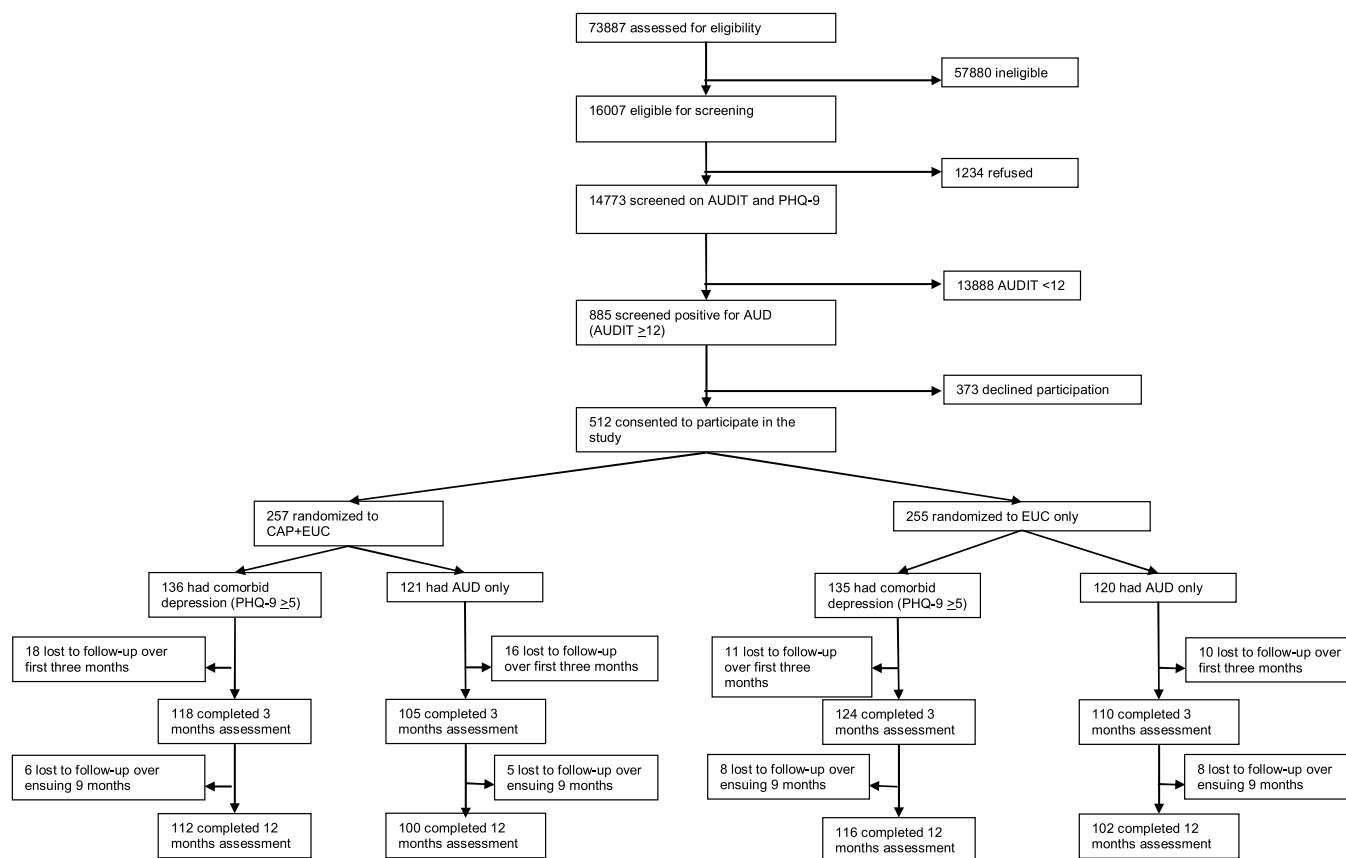 73887 assessed for eligibility
57880 ineligible
16007 eligible for screening
1234 refused
14773 screened on AUDIT and PHQ-9
13888 AUDIT <12
885 screened positive for AUD
(AUDIT ≥12)
373 declined participation
512 consented to participate in the
study
257 randomized to
CAP+EUC
255 randomized to EUC only
136 had comorbid
depression (PHQ-9 ≥5)
121 had AUD only
135 had comorbid
depression (PHQ-9 ≥5)
120 had AUD only
18 lost to follow-up over
first three months
16 lost to follow-up
over first three months
11 lost to follow-up
over first three
months
10 lost to follow-up over
first three months
118 completed 3
months assessment
105 completed 3
months assessment
124 completed 3
months assessment
110 completed 3
months assessment
6 lost to follow-up over
ensuing 9 months
5 lost to follow-up over
ensuing 9 months
8 lost to follow-up over
ensuing 9 months
8 lost to follow-up over
ensuing 9 months
112 completed 12
months assessment
100 completed 12
months assessment
116 completed 12
months assessment
102 completed 12
months assessment